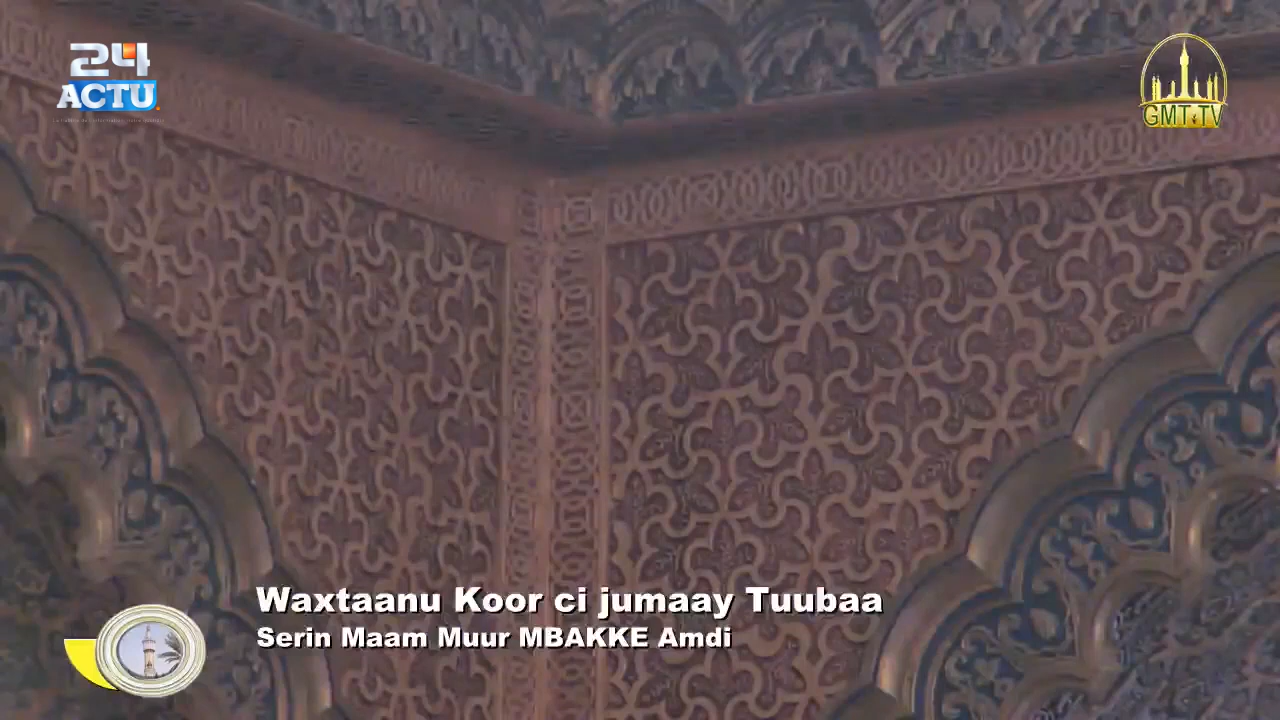 24
ACTU
GMT TV
Waxtaanu Koor ci jumaay Tuubaa
Serin Maam Muur MBAKKE Amdi